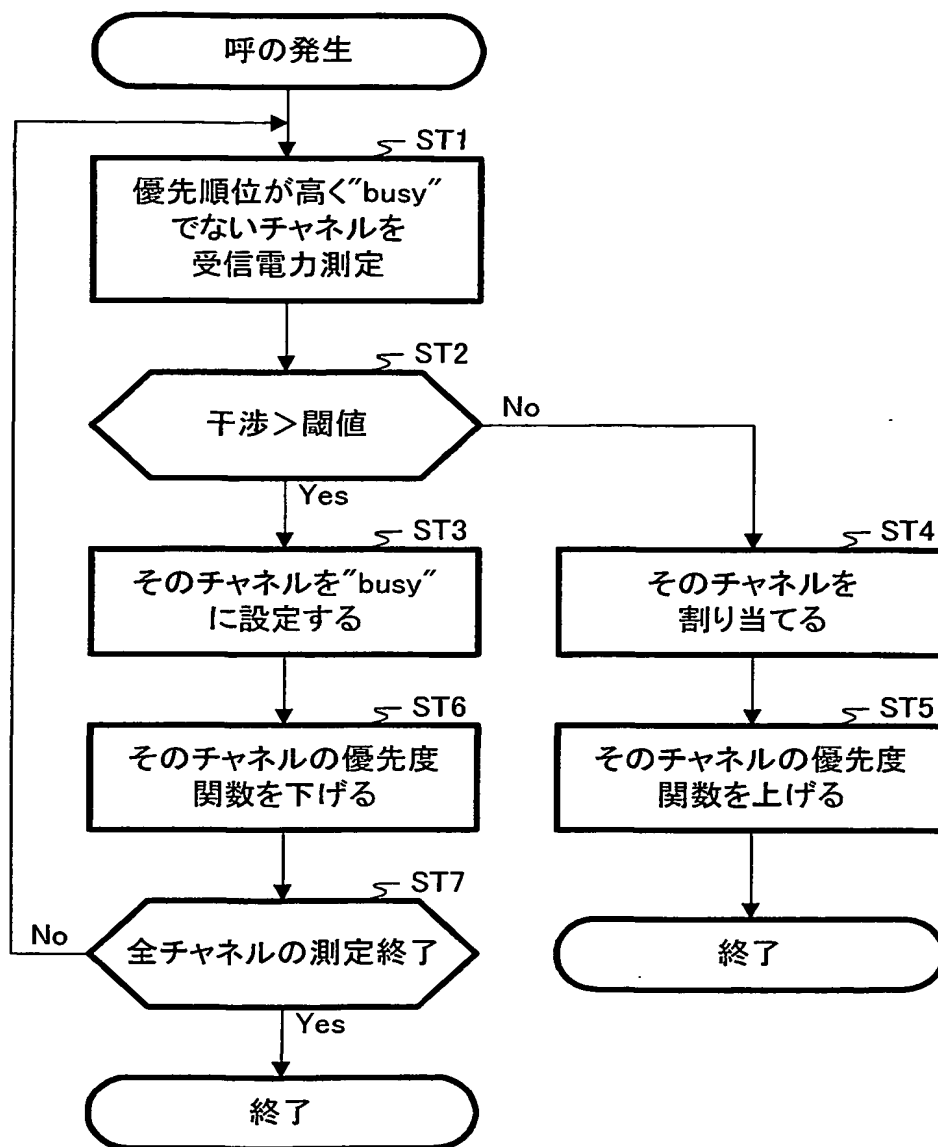 呼の発生
ST1
優先順位が高く"busy"
でないチャネルを
受信電力測定
ST2
干渉＞閾値
No
Yes
ST3
そのチャネルを"busy"
に設定する
ST4
そのチャネルを
割り当てる
ST6
そのチャネルの優先度
関数を下げる
ST5
そのチャネルの優先度
関数を上げる
ST7
No
全チャネルの測定終了
終了
Yes
終了